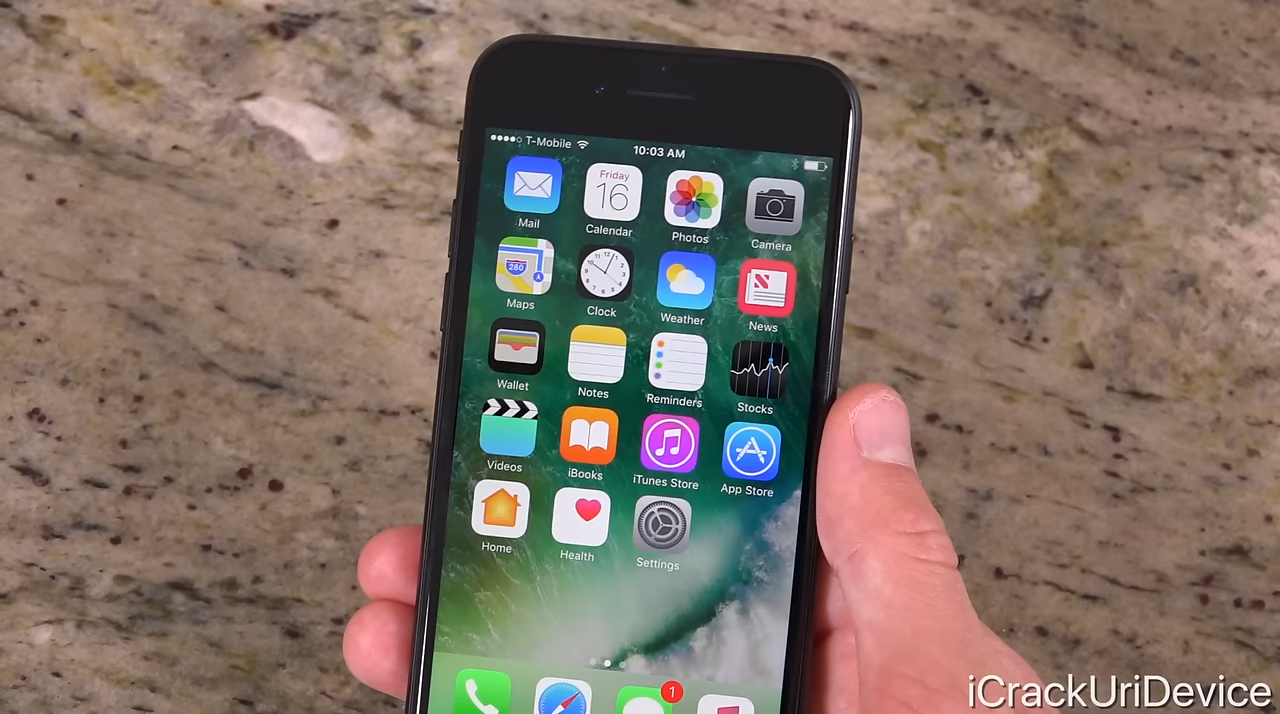 T-Mobile
10:03 AM
Mail
Friday
16
Calendar
Photos
Camera
280
Maps
Clock
Weather
News
Wallet
Notes
Reminders
Stocks
Videos
iBooks
iTunes Store
App Store
Home
Health
Settings
1
iCrackUriDevice